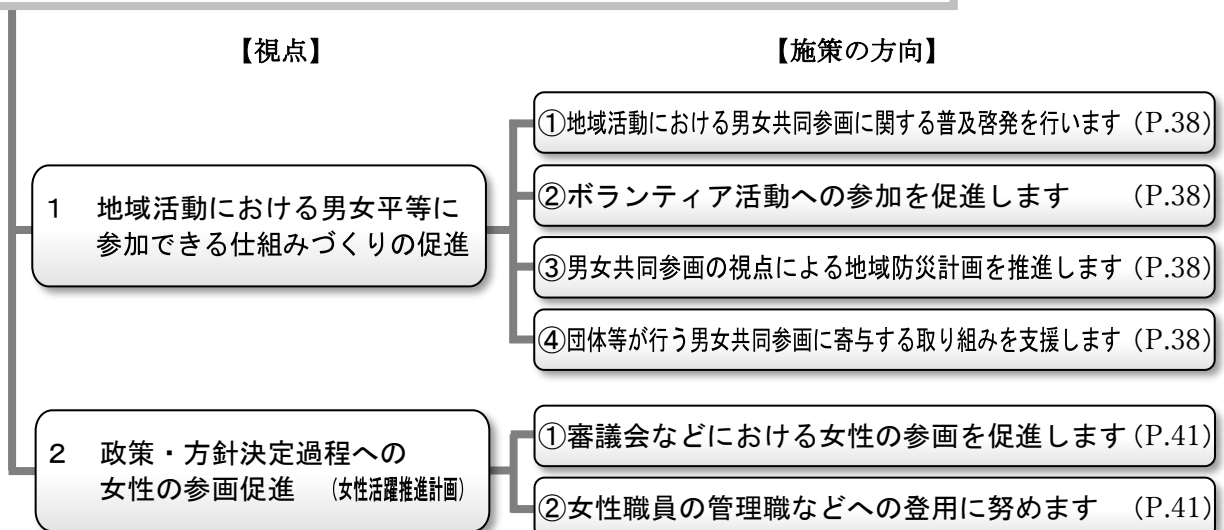 【視点】
【施策の方向】
1 地域活動における男女平等に
参加できる仕組みづくりの促進
①地域活動における男女共同参画に関する普及啓発を行います (P.38)
②ボランティア活動への参加を促進します (P.38)
③男女共同参画の視点による地域防災計画を推進します (P.38)
④団体等が行う男女共同参画に寄与する取り組みを支援します (P.38)
2 政策・方針決定過程への
女性の参画促進 (女性活躍推進計画)
①審議会などにおける女性の参画を促進します (P.41)
②女性職員の管理職などへの登用に努めます (P.41)